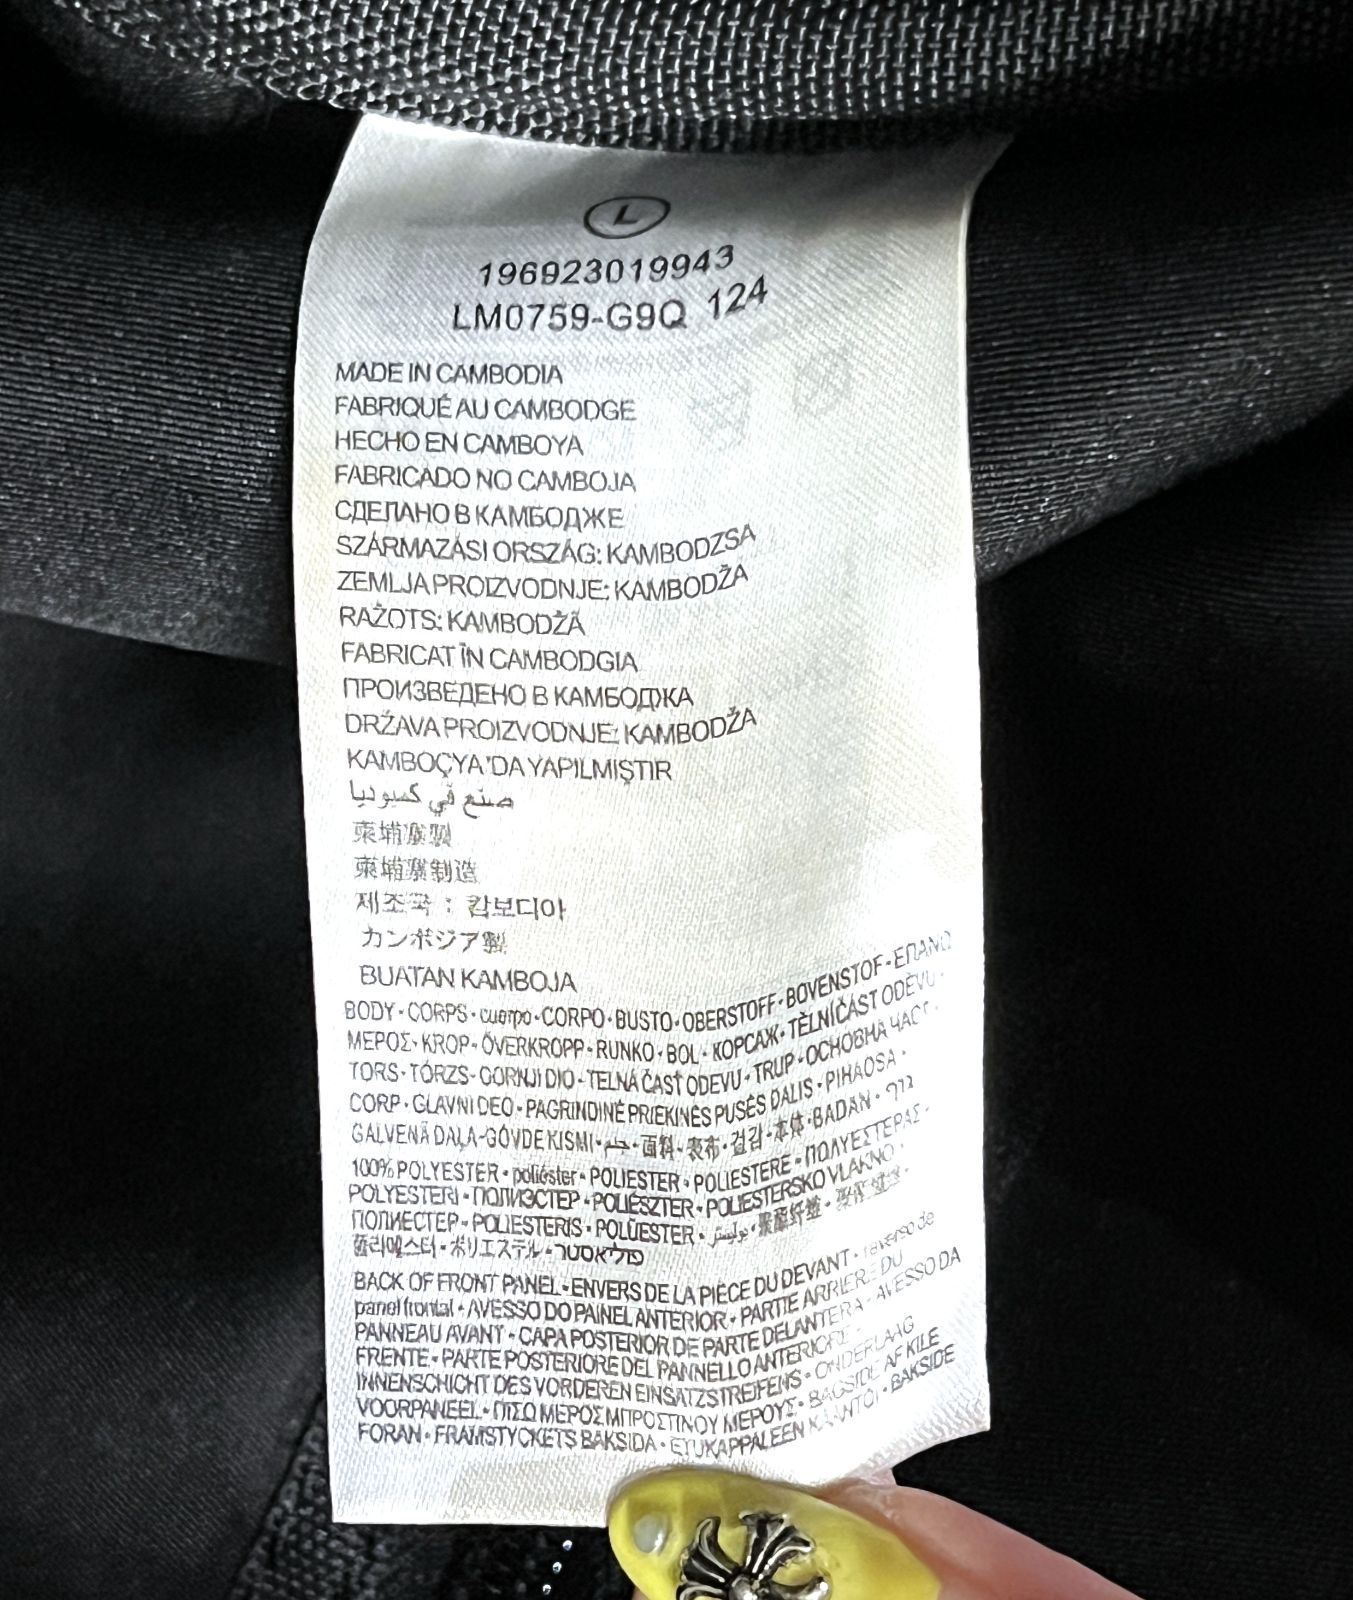 L
196923019943
LM0759-G9Q 124
MADE IN CAMBODIA
FABRIQUÉ AU CAMBODGE
HECHO EN CAMBOYA
FABRICADO NO CAMBOJA
СДЕЛАНО В КАМБОДЖЕ
SZÁRMAZÁSI ORSZÁG: KAMBODZSA
ZEMLJA PROIZVODNJE: KAMBODŽA
RAŽOTS: KAMBODŽĀ
FABRICAT ÎN CAMBODGIA
ПРОИЗВЕДЕНО В КАМБОДЖА
DRŽAVA PROIZVODNJE: KAMBODŽA
KAMBOÇYA'DA YAPILMIŞTIR
صنع في كمبوديا
柬埔寨製
柬埔寨制造
제조국 : 캄보디아
カンボジア製
BUATAN KAMBOJA
BODY · CORPS · cuerpo · CORPO · BUSTO · OBERSTOFF · BOVENSTOF · ΕΠΑΝΩ
ΜΕΡΟΣ · KROP · ÖVERKROPP · RUNKO · BOL · КОРСАЖ · TĚLNÍ ČÁST ODĚVU ·
TORS · TÖRZS · GORNJI DIO · TELNÁ ČASŤ ODEVU · TRUP · ОСНОВНА ЧАСТ ·
CORP · GLAVNI DEO · PAGRINDINĖ PRIEKINĖS PUSĖS DALIS · PIHAOSA ·
GALVENĀ DAĻA · GÖVDE KISMI · جسم · 面料 · 表布 · 겉감 · 本体 · BADAN · גוף
100% POLYESTER · poliéster · POLIESTER · POLIESTERE · ΠΟΛΥΕΣΤΕΡΑΣ ·
POLYESTERI · ПОЛИЭСТЕР · POLIÉSZTER · POLIESTERSKO VLAKNO ·
ПОЛИЕСТЕР · POLIESTERIS · POLÜESTER · بوليستر · 聚酯纤维 · 聚酯纖維 ·
폴리에스터 · ポリエステル · פוליאסטר
BACK OF FRONT PANEL · ENVERS DE LA PIÈCE DU DEVANT · reverso de
panel frontal · AVESSO DO PAINEL ANTERIOR · PARTIE ARRIERE DU
PANNEAU AVANT · CAPA POSTERIOR DE PARTE DELANTERA · AVESSO DA
FRENTE · PARTE POSTERIORE DEL PANNELLO ANTERIORE ·
INNENSCHICHT DES VORDEREN EINSATZSTREIFENS · ONDERLAAG
VOORPANEEL · ΠΙΣΩ ΜΕΡΟΣ ΜΠΡΟΣΤΙΝΟΥ ΜΕΡΟΥΣ · BAGSIDE AF KILE
FORAN · FRAMSTYCKETS BAKSIDA · ETUKAPPALEEN KÄÄNTÖ · BAKSIDE